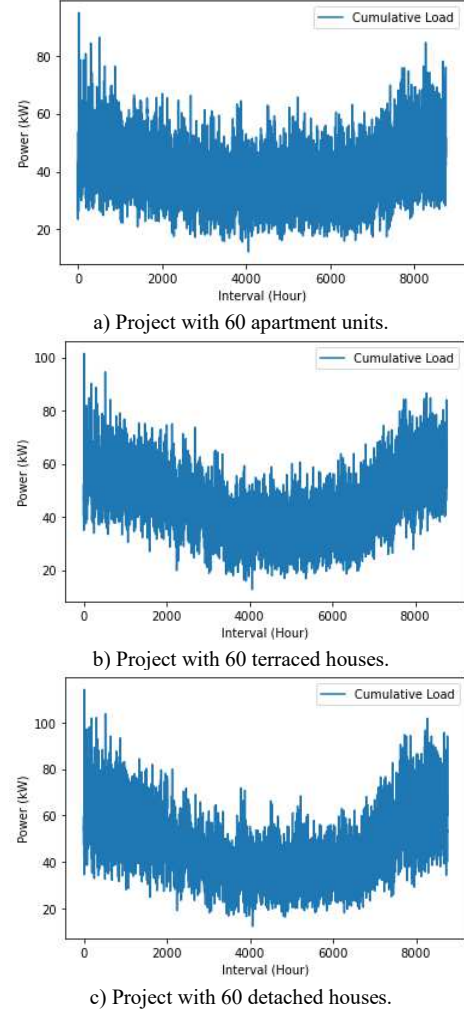 Cumulative Load
80
60
40
20
Power (kW)
0 2000 4000 6000 8000
Interval (Hour)
a) Project with 60 apartment units.
Cumulative Load
100
80
60
40
20
Power (kW)
0 2000 4000 6000 8000
Interval (Hour)
b) Project with 60 terraced houses.
Cumulative Load
100
80
60
40
20
Power (kW)
0 2000 4000 6000 8000
Interval (Hour)
c) Project with 60 detached houses.